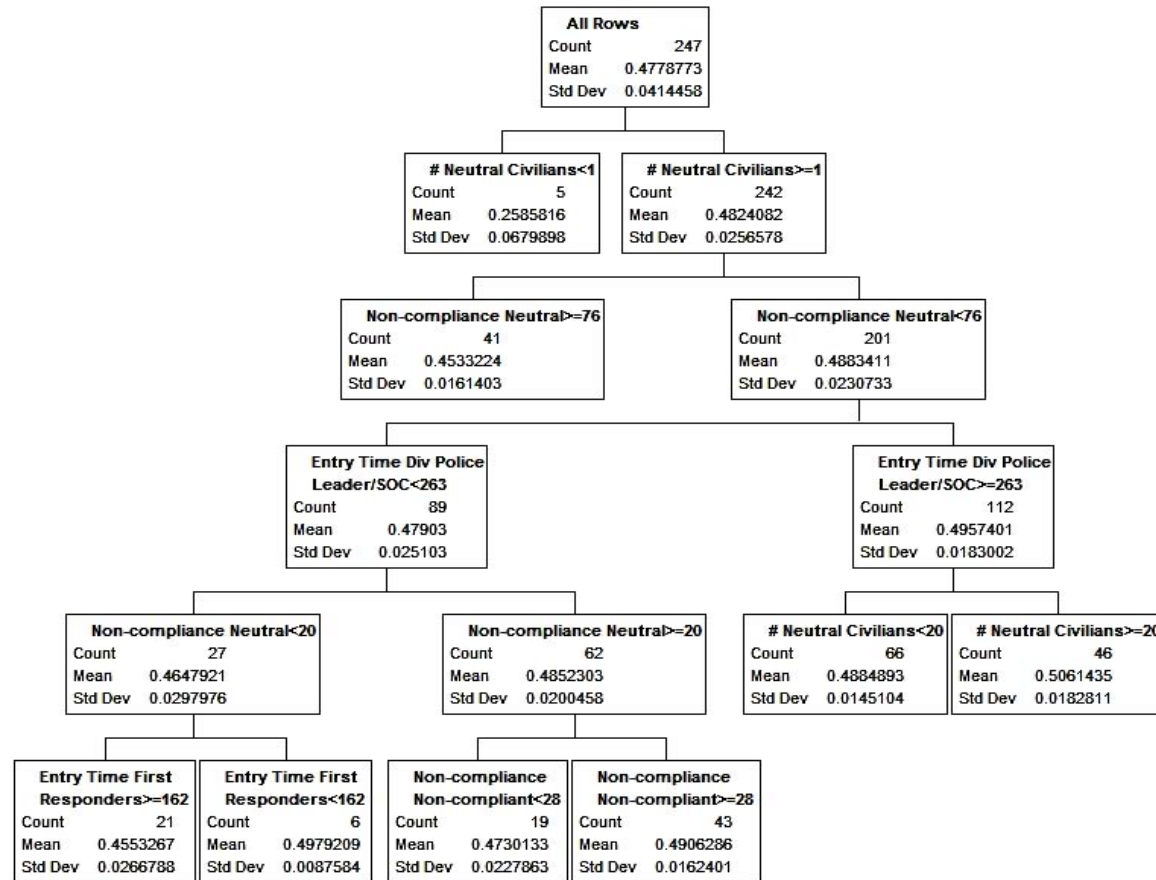 All Rows
Count 247
Mean 0.4778773
Std Dev 0.0414458
# Neutral Civilians<1
Count 5
Mean 0.2585816
Std Dev 0.0679898
# Neutral Civilians>=1
Count 242
Mean 0.4824082
Std Dev 0.0256578
Non-compliance Neutral>=76
Count 41
Mean 0.4533224
Std Dev 0.0161403
Non-compliance Neutral<76
Count 201
Mean 0.4883411
Std Dev 0.0230733
Entry Time Div Police
Leader/SOC<263
Count 89
Mean 0.47903
Std Dev 0.025103
Entry Time Div Police
Leader/SOC>=263
Count 112
Mean 0.4957401
Std Dev 0.0183002
Non-compliance Neutral<20
Count 27
Mean 0.4647921
Std Dev 0.0297976
Non-compliance Neutral>=20
Count 62
Mean 0.4852303
Std Dev 0.0200458
# Neutral Civilians<20
Count 66
Mean 0.4884893
Std Dev 0.0145104
# Neutral Civilians>=20
Count 46
Mean 0.5061435
Std Dev 0.0182811
Entry Time First
Responders>=162
Count 21
Mean 0.4553267
Std Dev 0.0266788
Entry Time First
Responders<162
Count 6
Mean 0.4979209
Std Dev 0.0087584
Non-compliance
Non-compliant<28
Count 19
Mean 0.4730133
Std Dev 0.0227863
Non-compliance
Non-compliant>=28
Count 43
Mean 0.4906286
Std Dev 0.0162401